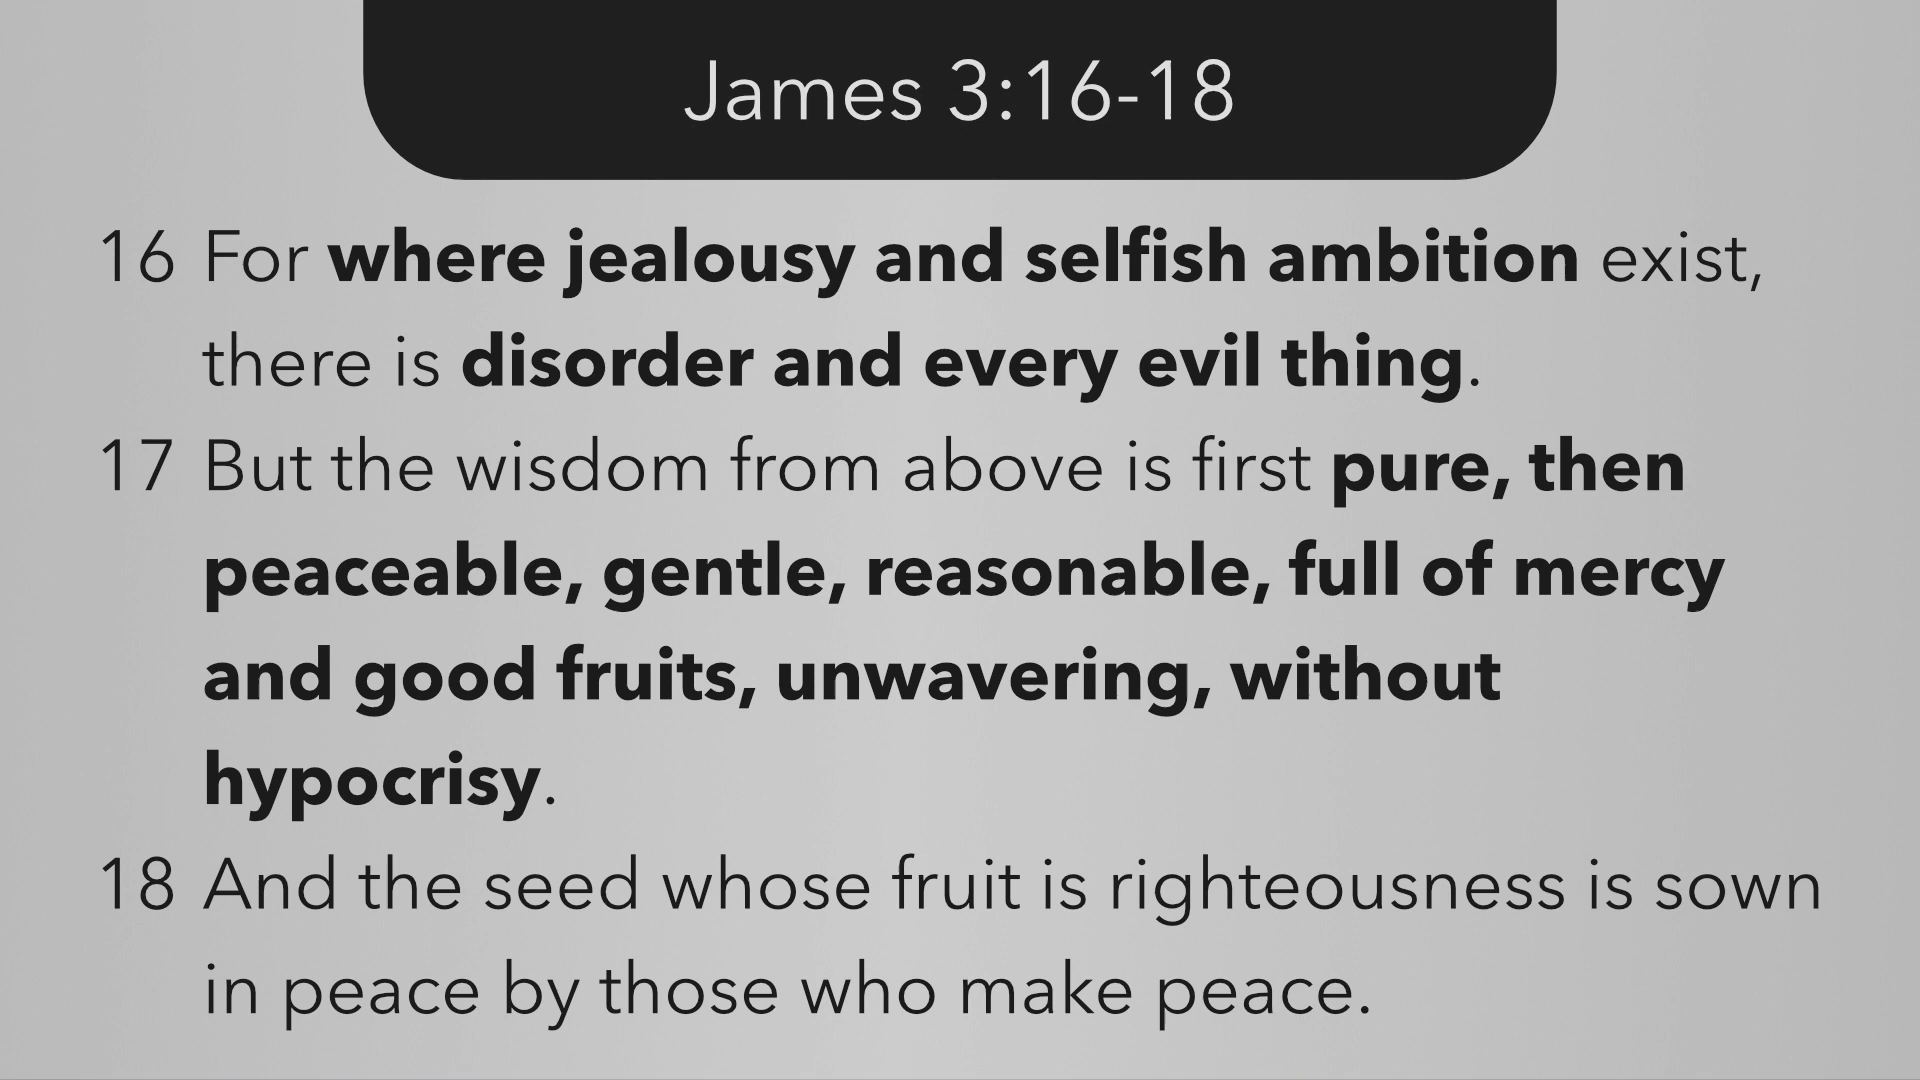 James 3:16-18
16 For where jealousy and selfish ambition exist,
there is disorder and every evil thing.
17 But the wisdom from above is first pure, then
peaceable, gentle, reasonable, full of mercy
and good fruits, unwavering, without
hypocrisy.
18 And the seed whose fruit is righteousness is sown
in peace by those who make peace.